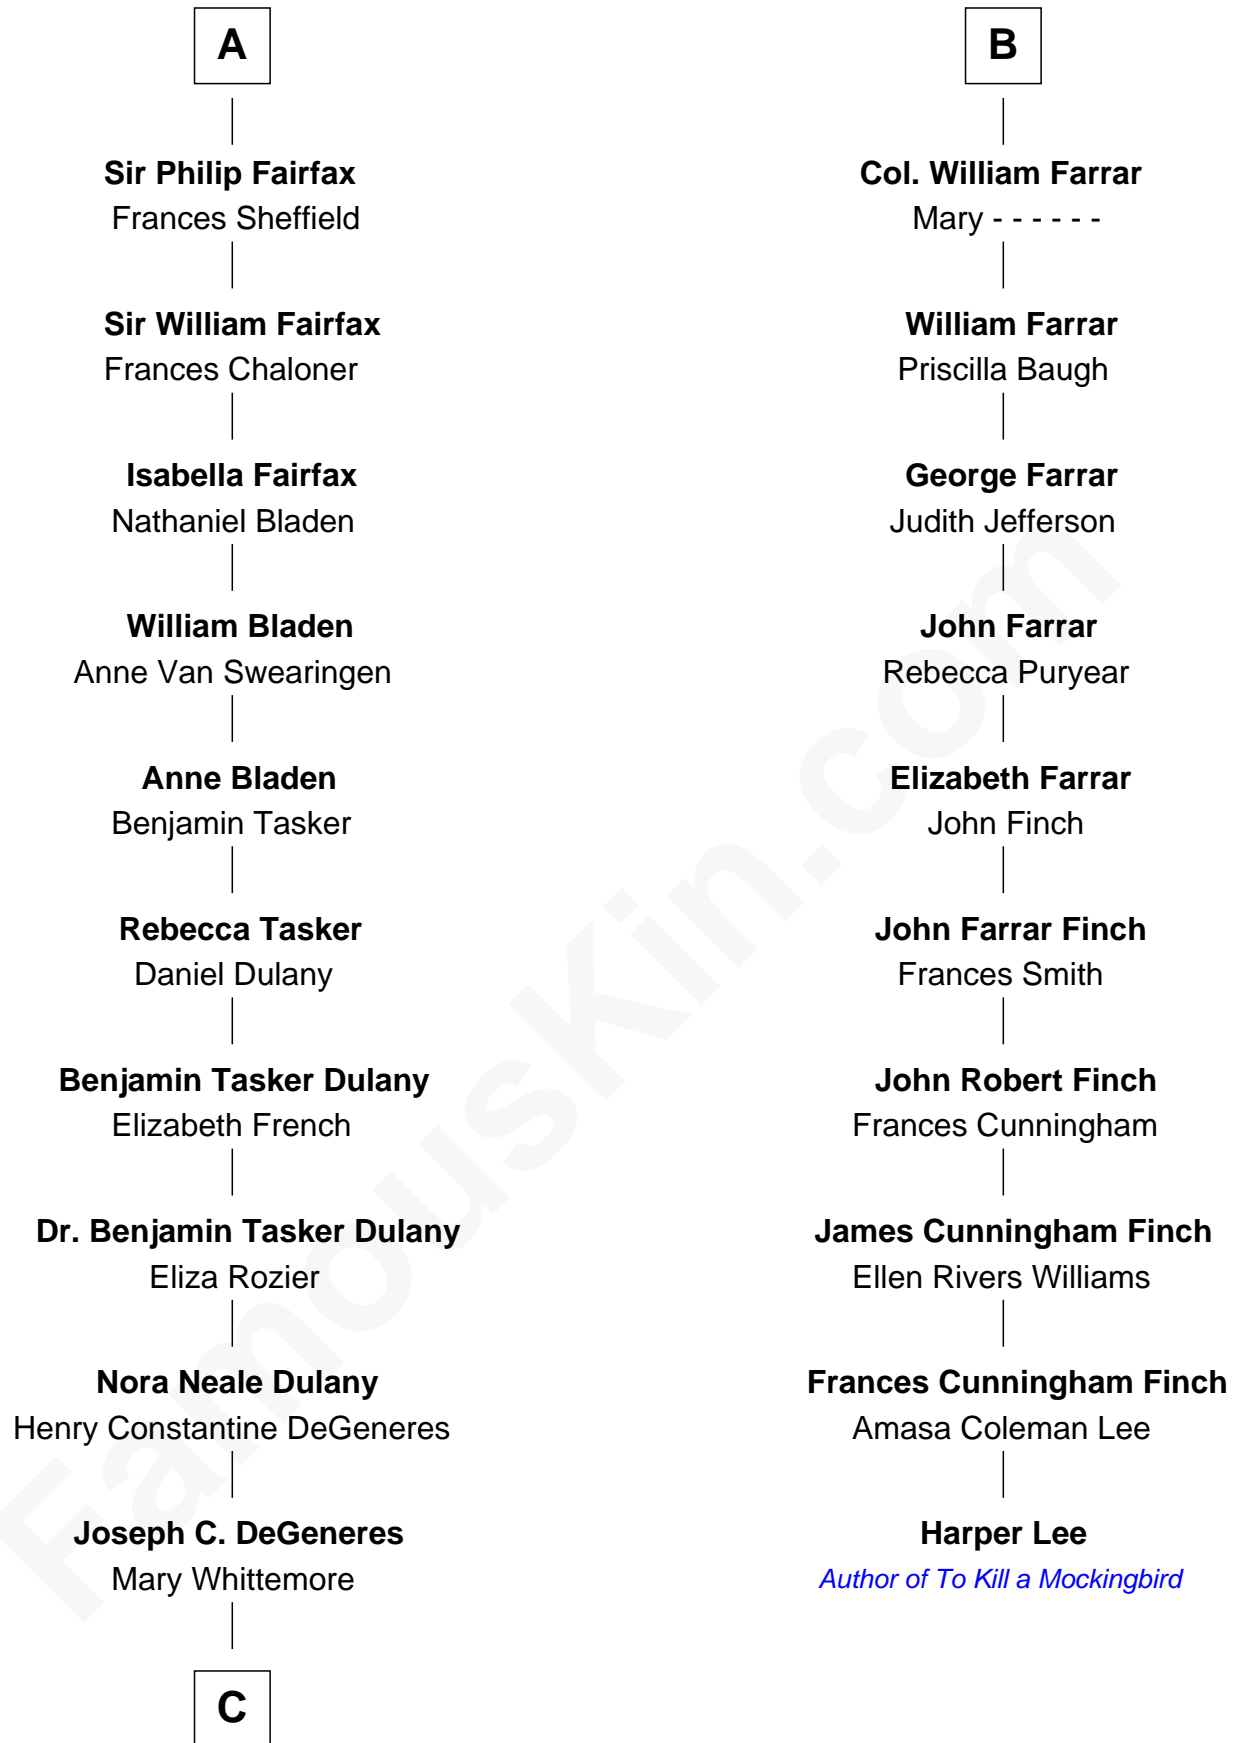 A
Sir Philip Fairfax
Frances Sheffield
Sir William Fairfax
Frances Chaloner
Isabella Fairfax
Nathaniel Bladen
William Bladen
Anne Van Swearingen
Anne Bladen
Benjamin Tasker
Rebecca Tasker
Daniel Dulany
Benjamin Tasker Dulany
Elizabeth French
Dr. Benjamin Tasker Dulany
Eliza Rozier
Nora Neale Dulany
Henry Constantine DeGeneres
Joseph C. DeGeneres
Mary Whittemore
C
B
Col. William Farrar
Mary - - - - - -
William Farrar
Priscilla Baugh
George Farrar
Judith Jefferson
John Farrar
Rebecca Puryear
Elizabeth Farrar
John Finch
John Farrar Finch
Frances Smith
John Robert Finch
Frances Cunningham
James Cunningham Finch
Ellen Rivers Williams
Frances Cunningham Finch
Amasa Coleman Lee
Harper Lee
Author of To Kill a Mockingbird
FamousKin.com